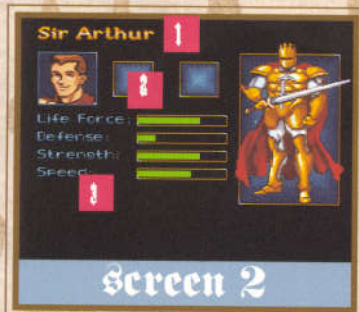 Sir Arthur 1
2
Life Force:
Defense:
Strength:
Speed:
3
screen 2